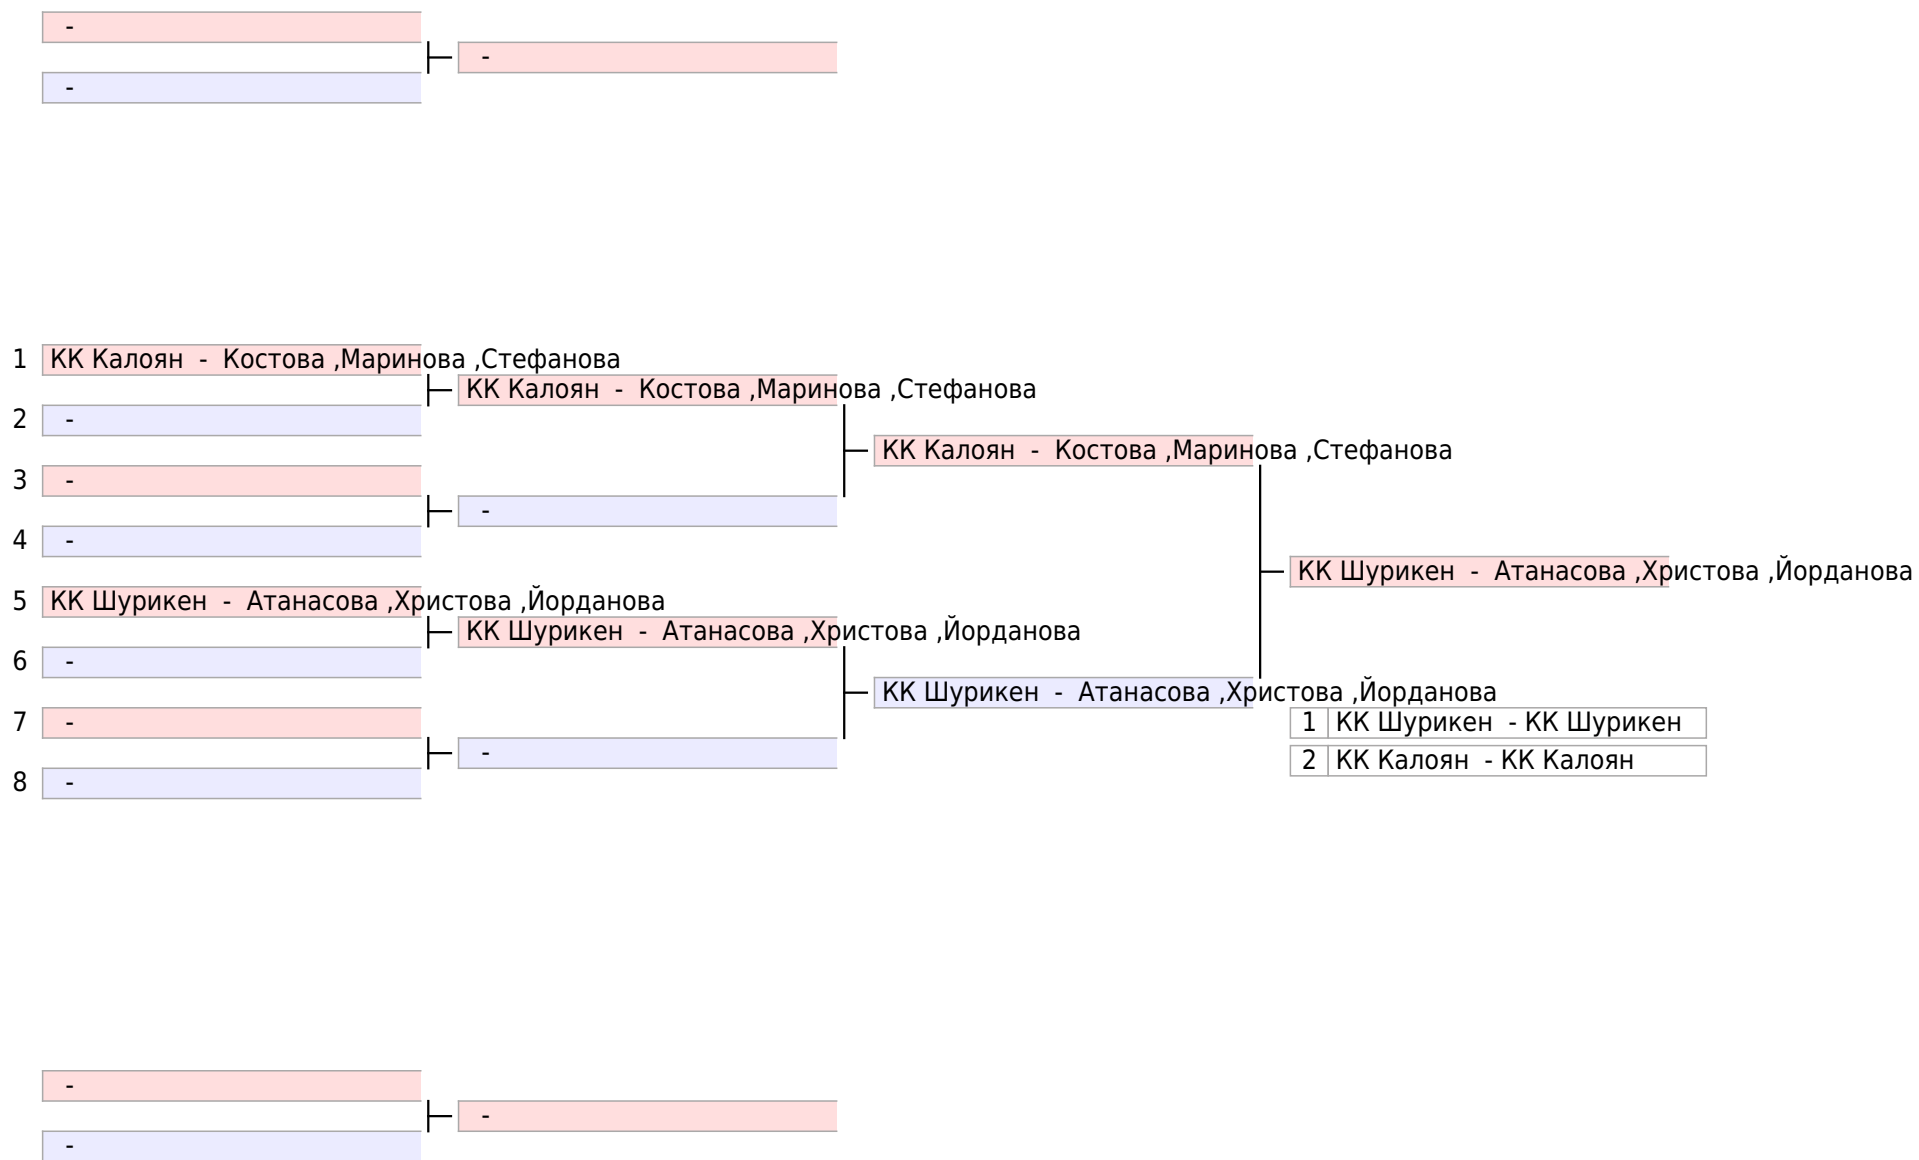 -
-
-
1 КК Калоян - Костова ,Маринова ,Стефанова
КК Калоян - Костова ,Маринова ,Стефанова
2 -
КК Калоян - Костова ,Маринова ,Стефанова
3 -
-
4 -
КК Шурикен - Атанасова ,Христова ,Йорданова
5 КК Шурикен - Атанасова ,Христова ,Йорданова
КК Шурикен - Атанасова ,Христова ,Йорданова
6 -
КК Шурикен - Атанасова ,Христова ,Йорданова
7 -
1 КК Шурикен - КК Шурикен
-
2 КК Калоян - КК Калоян
8 -
-
-
-